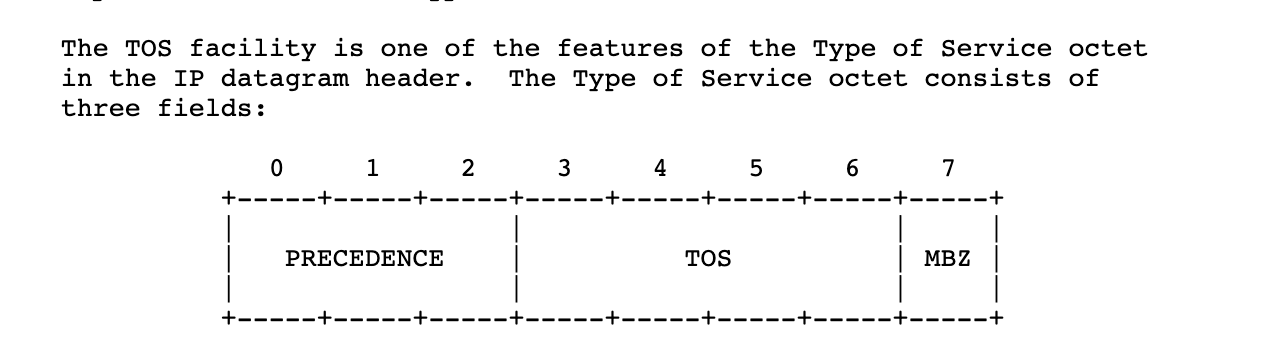 The TOS facility is one of the features of the Type of Service octet
in the IP datagram header.  The Type of Service octet consists of
three fields:
0 1 2 3 4 5 6 7
+-----+-----+-----+-----+-----+-----+-----+-----+
| | | |
| PRECEDENCE | TOS | MBZ |
| | | |
+-----+-----+-----+-----+-----+-----+-----+-----+